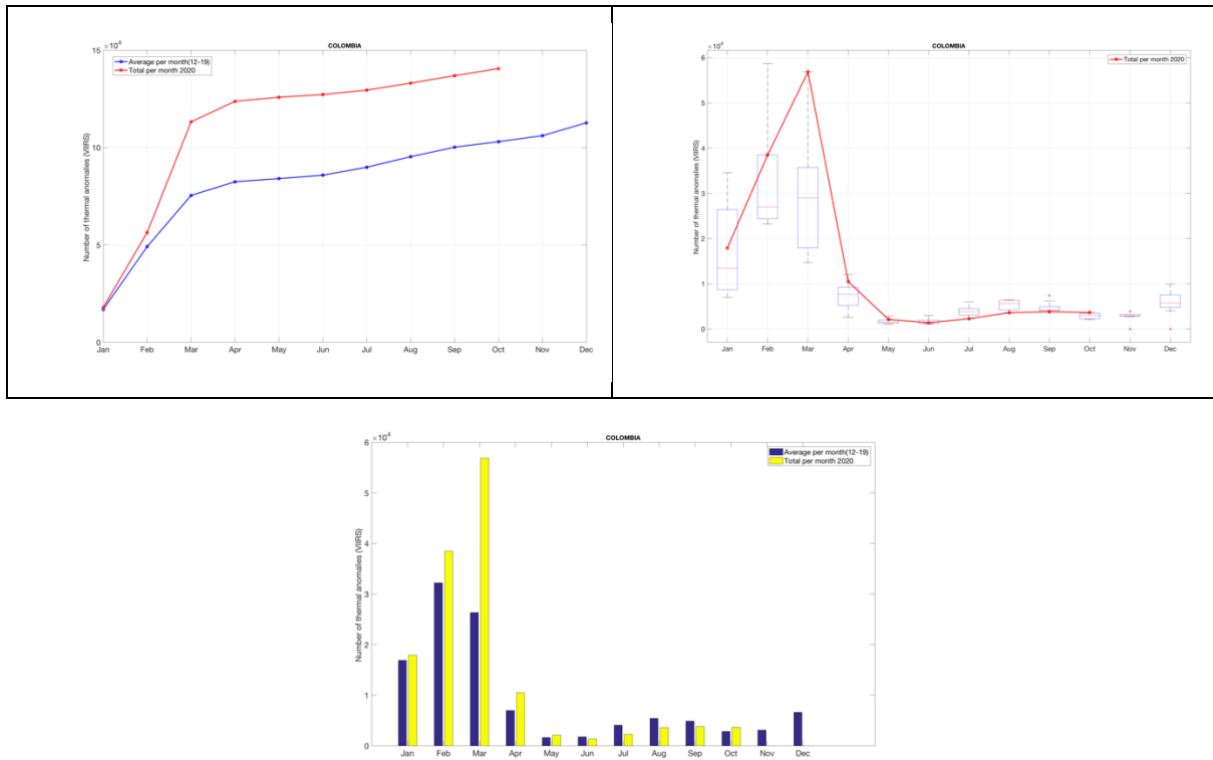 COLOMBIA
×10⁴
15
Average per month(12-19)
Total per month 2020
10
5
0
Number of thermal anomalies (VIIRS)
Jan Feb Mar Apr May Jun Jul Aug Sep Oct Nov Dec
COLOMBIA
×10⁴
6
Total per month 2020
5
4
3
2
1
0
Number of thermal anomalies (VIIRS)
Jan Feb Mar Apr May Jun Jul Aug Sep Oct Nov Dec
COLOMBIA
×10⁴
6
Average per month(12-19)
Total per month 2020
5
4
3
2
1
0
Number of thermal anomalies (VIIRS)
Jan Feb Mar Apr May Jun Jul Aug Sep Oct Nov Dec